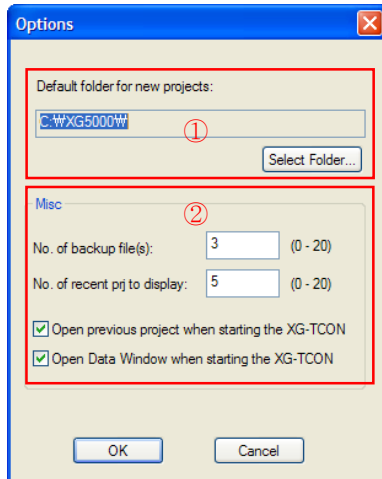 Options
Default folder for new projects:
C:₩XG5000₩
①
Select Folder...
Misc
②
No. of backup file(s): 3 (0 - 20)
No. of recent prj to display: 5 (0 - 20)
Open previous project when starting the XG-TCON
Open Data Window when starting the XG-TCON
OK Cancel